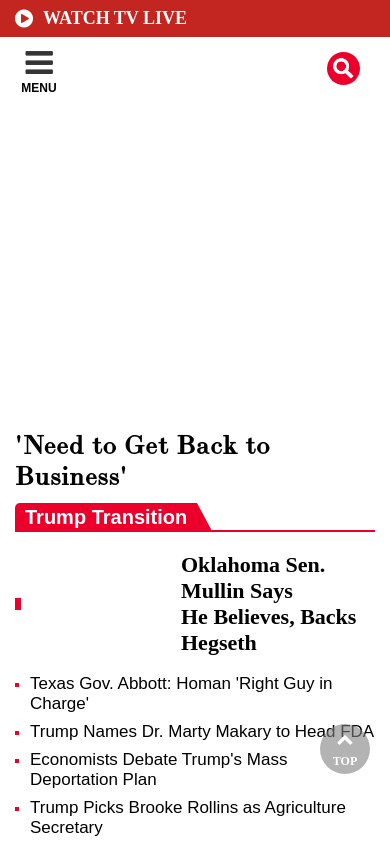 WATCH TV LIVE
MENU
'Need to Get Back to
Business'
Trump Transition
Oklahoma Sen.
Mullin Says
He Believes, Backs
Hegseth
Texas Gov. Abbott: Homan 'Right Guy in
Charge'
Trump Names Dr. Marty Makary to Head FDA
Economists Debate Trump's Mass
Deportation Plan
TOP
Trump Picks Brooke Rollins as Agriculture
Secretary